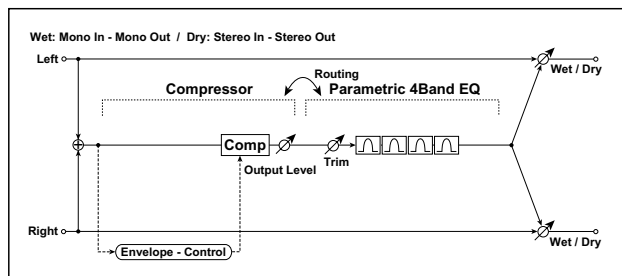 Wet: Mono In - Mono Out / Dry: Stereo In - Stereo Out
Left
Wet / Dry
Routing
Compressor
Parametric 4Band EQ
Comp
Output Level
Trim
Right
Wet / Dry
Envelope - Control